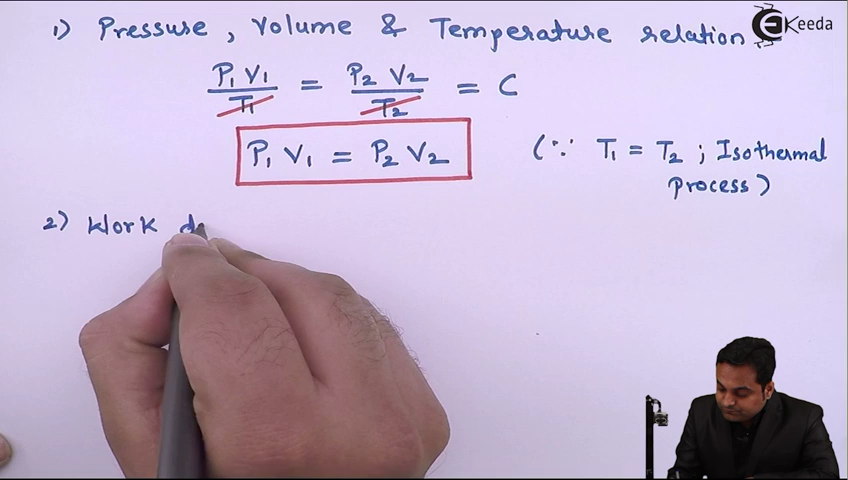 1) Pressure, Volume & Temperature relation
EKeeda
P₁ V₁ / T₁ = P₂ V₂ / T₂ = C
P₁ V₁ = P₂ V₂
(∵ T₁ = T₂ ; Isothermal
process)
2) Work d